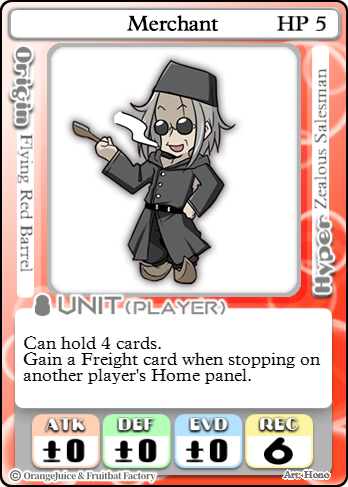 Merchant HP 5
Origin Flying Red Barrel
Hyper Zealous Salesman
UNIT (PLAYER)
Can hold 4 cards.
Gain a Freight card when stopping on
another player's Home panel.
ATK DEF EVD REC
±0 ±0 ±0 6
© OrangeJuice & Fruitbat Factory Art: Hono